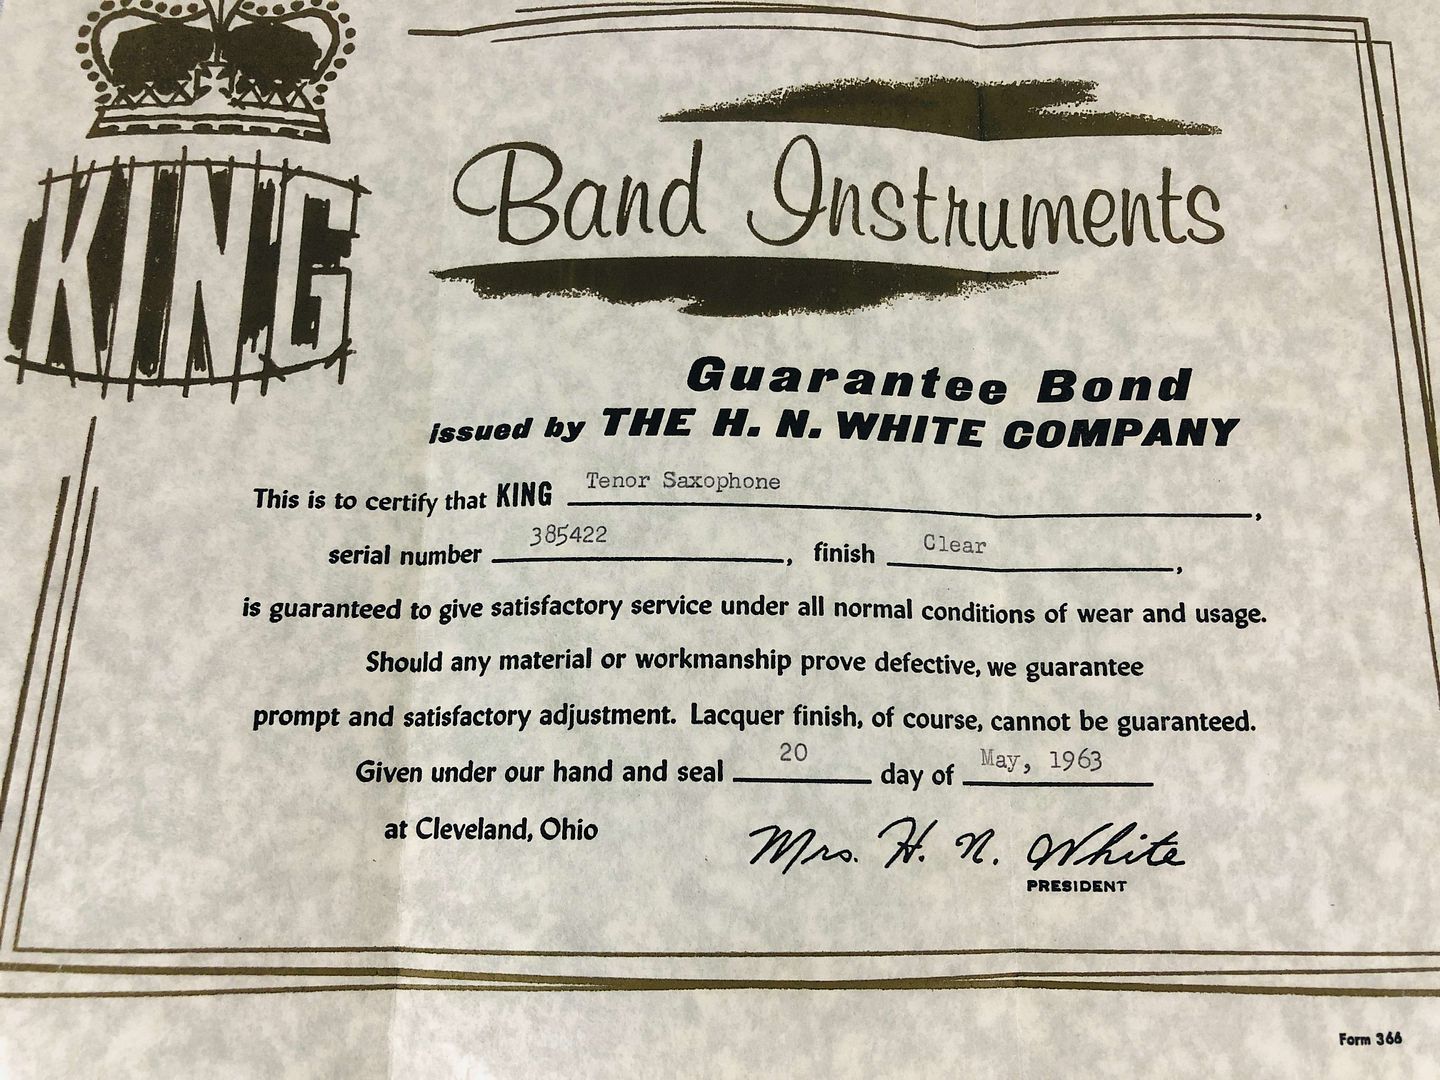 KING
Band Instruments
Guarantee Bond
issued by THE H. N. WHITE COMPANY
This is to certify that KING Tenor Saxophone,
serial number 385422, finish Clear,
is guaranteed to give satisfactory service under all normal conditions of wear and usage.
Should any material or workmanship prove defective, we guarantee
prompt and satisfactory adjustment. Lacquer finish, of course, cannot be guaranteed.
Given under our hand and seal 20 day of May, 1963
at Cleveland, Ohio
Mrs. H. N. White
PRESIDENT
Form 366